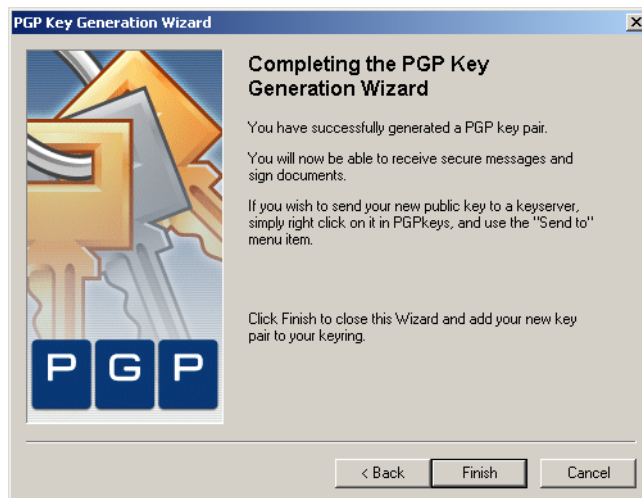 PGP Key Generation Wizard
Completing the PGP Key
Generation Wizard
You have successfully generated a PGP key pair.
You will now be able to receive secure messages and
sign documents.
If you wish to send your new public key to a keyserver,
simply right click on it in PGPkeys, and use the "Send to"
menu item.
Click Finish to close this Wizard and add your new key
pair to your keyring.
P G P
< Back
Finish
Cancel